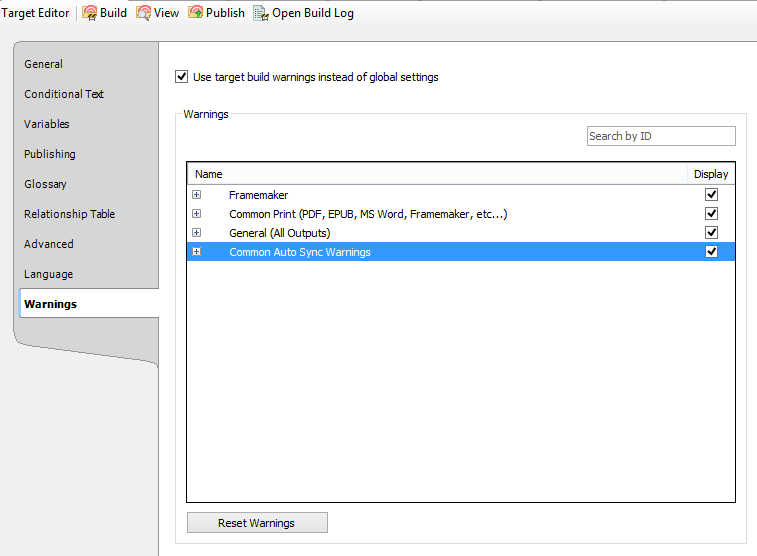 Target Editor Build View Publish Open Build Log
General
Conditional Text
Variables
Publishing
Glossary
Relationship Table
Advanced
Language
Warnings
Use target build warnings instead of global settings
Warnings
Search by ID
Name Display
Framemaker
Common Print (PDF, EPUB, MS Word, Framemaker, etc...)
General (All Outputs)
Common Auto Sync Warnings
Reset Warnings